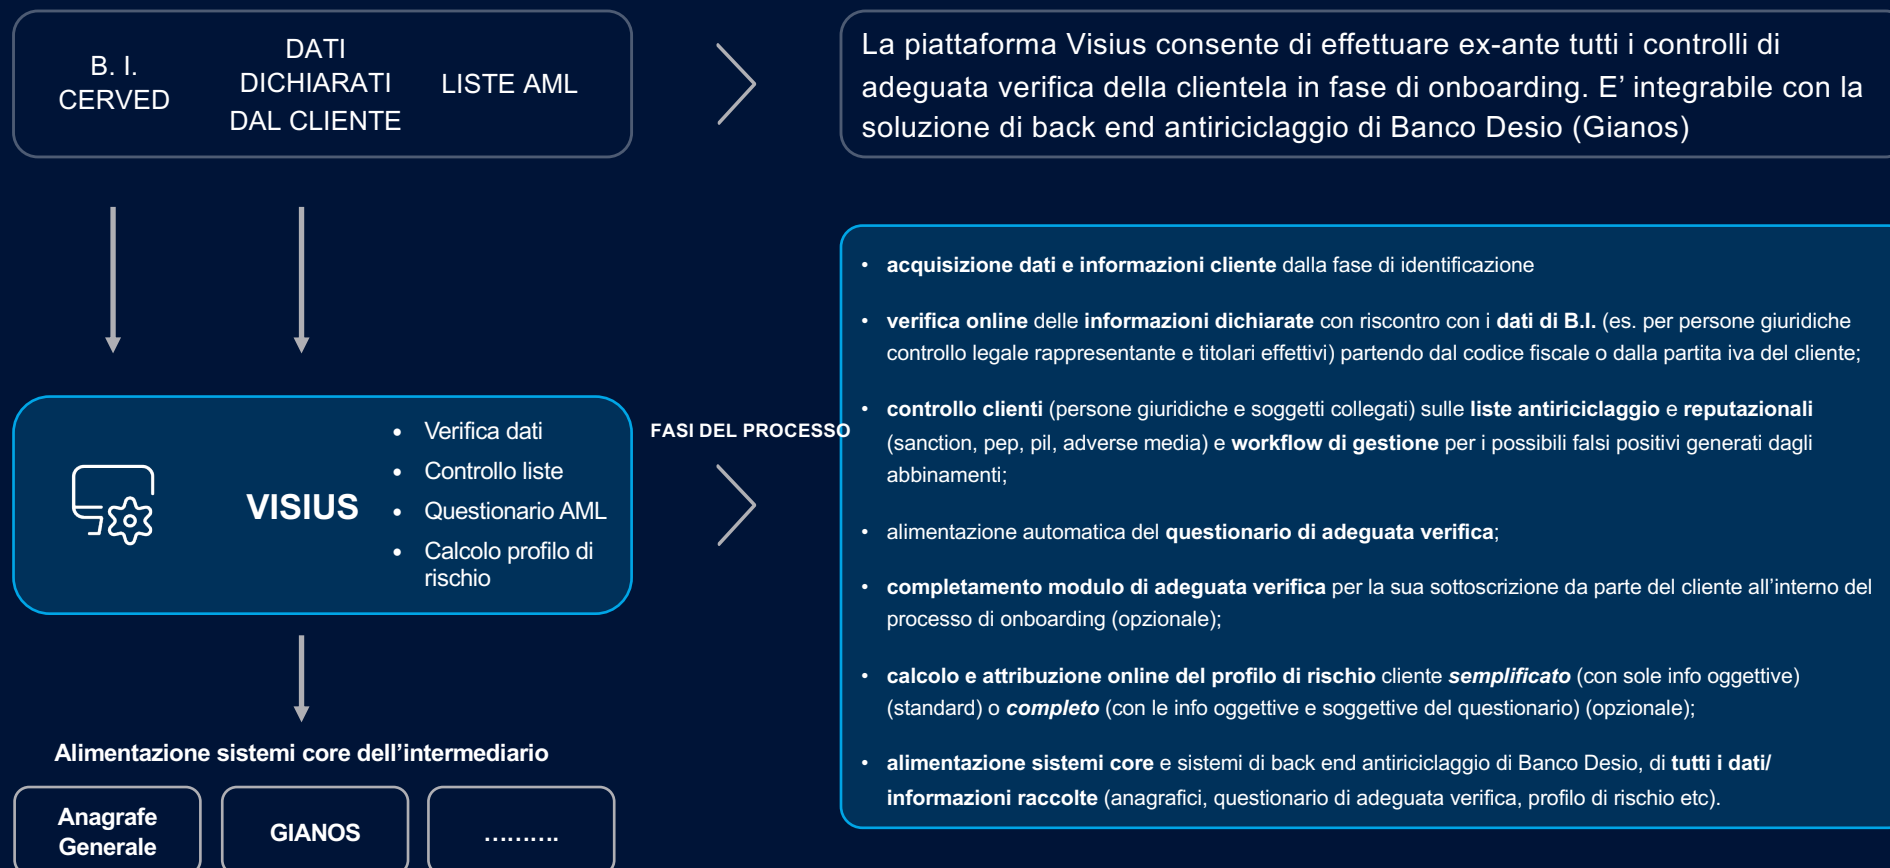 B. I.
CERVED
DATI
DICHIARATI
DAL CLIENTE
LISTE AML
La piattaforma Visius consente di effettuare ex-ante tutti i controlli di
adeguata verifica della clientela in fase di onboarding. E’ integrabile con la
soluzione di back end antiriciclaggio di Banco Desio (Gianos)
VISIUS
• Verifica dati
• Controllo liste
• Questionario AML
• Calcolo profilo di
rischio
FASI DEL PROCESSO
• acquisizione dati e informazioni cliente dalla fase di identificazione
• verifica online delle informazioni dichiarate con riscontro con i dati di B.I. (es. per persone giuridiche
controllo legale rappresentante e titolari effettivi) partendo dal codice fiscale o dalla partita iva del cliente;
• controllo clienti (persone giuridiche e soggetti collegati) sulle liste antiriciclaggio e reputazionali
(sanction, pep, pil, adverse media) e workflow di gestione per i possibili falsi positivi generati dagli
abbinamenti;
• alimentazione automatica del questionario di adeguata verifica;
• completamento modulo di adeguata verifica per la sua sottoscrizione da parte del cliente all’interno del
processo di onboarding (opzionale);
• calcolo e attribuzione online del profilo di rischio cliente semplificato (con sole info oggettive)
(standard) o completo (con le info oggettive e soggettive del questionario) (opzionale);
• alimentazione sistemi core e sistemi di back end antiriciclaggio di Banco Desio, di tutti i dati/
informazioni raccolte (anagrafici, questionario di adeguata verifica, profilo di rischio etc).
Alimentazione sistemi core dell’intermediario
Anagrafe
Generale
GIANOS
……….